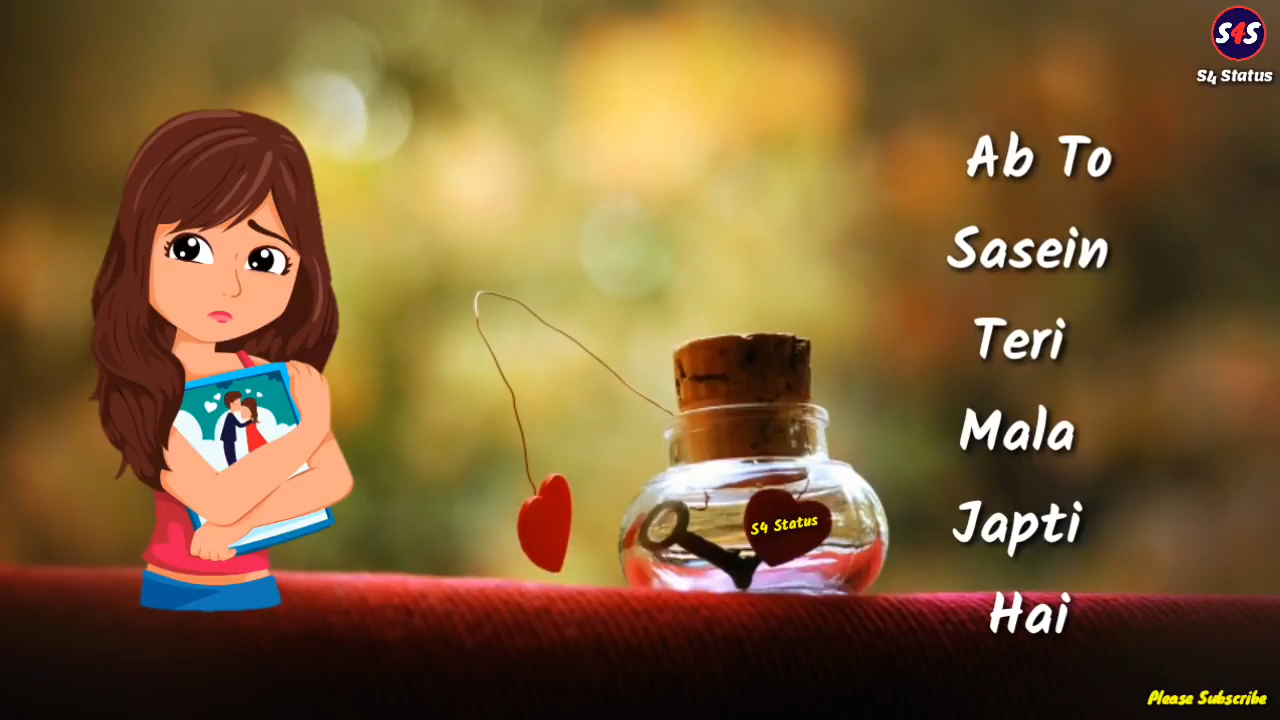 S4S
S4 Status
Ab To
Sasein
Teri
Mala
Japti
Hai
S4 Status
Please Subscribe